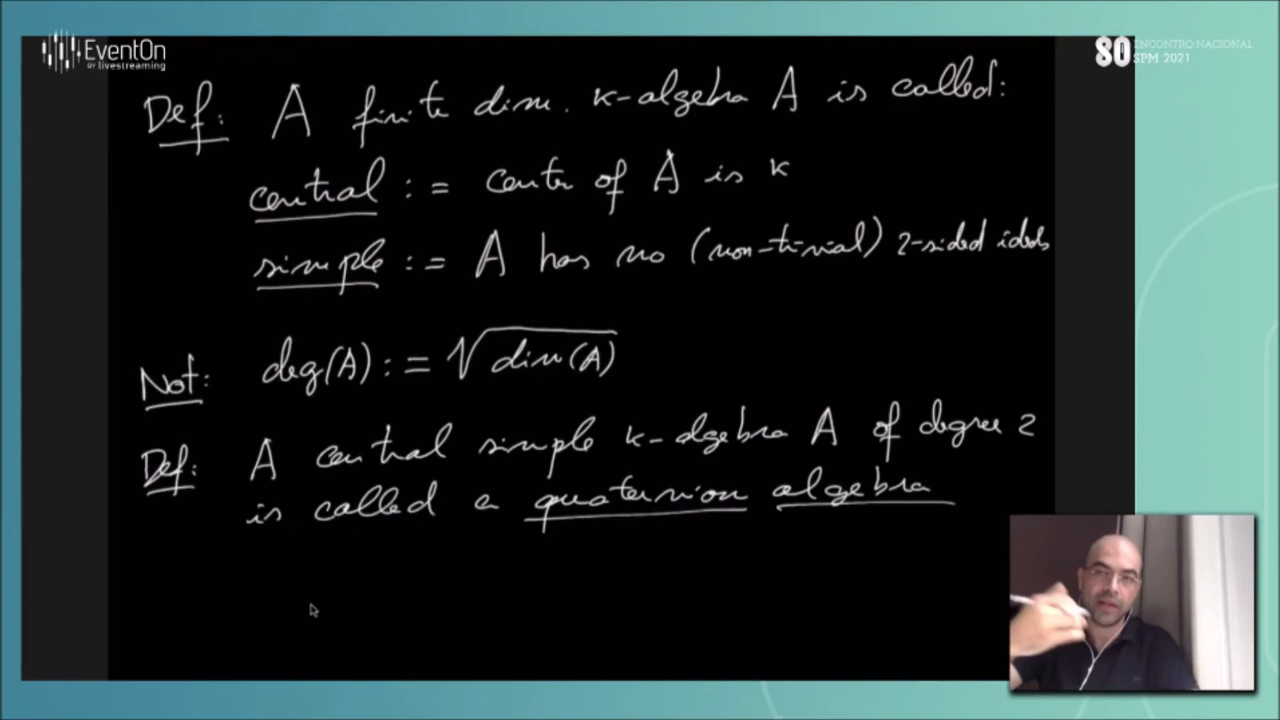 EventOn
BY livestreaming
80 ENCONTRO NACIONAL
SPM 2021
Def: A finite dim. k-algebra A is called:
central := center of A is k
simple := A has no (non-trivial) 2-sided ideals
Not: deg(A) := √dim(A)
Def: A central simple k-algebra A of degree 2
is called a quaternion algebra